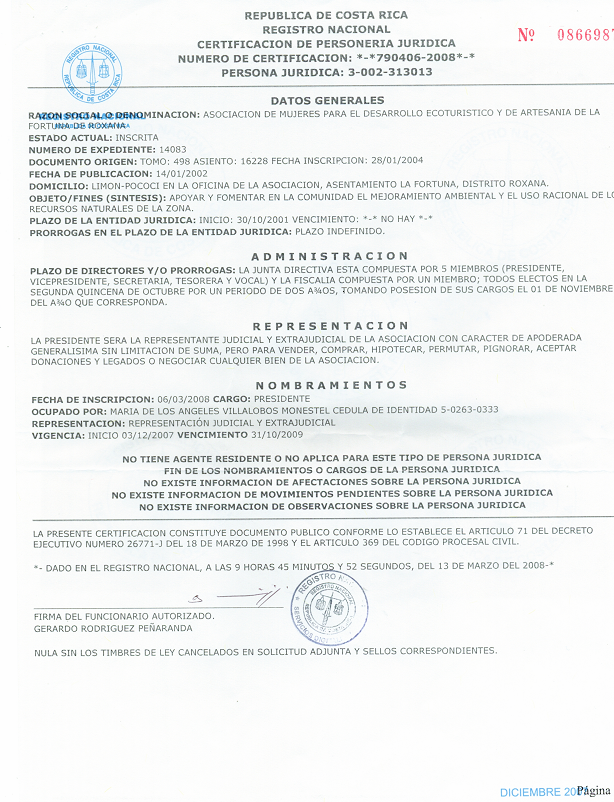 REPUBLICA DE COSTA RICA
REGISTRO NACIONAL
CERTIFICACION DE PERSONERIA JURIDICA
NUMERO DE CERTIFICACION: *-*790406-2008*-*
PERSONA JURIDICA: 3-002-313013
Nº 086698
REGISTRO NACIONAL
REPUBLICA DE COSTA RICA
DATOS GENERALES
RAZON SOCIAL O DENOMINACION: ASOCIACION DE MUJERES PARA EL DESARROLLO ECOTURISTICO Y DE ARTESANIA DE LA
FORTUNA DE ROXANA
ESTADO ACTUAL: INSCRITA
NUMERO DE EXPEDIENTE: 14083
DOCUMENTO ORIGEN: TOMO: 498 ASIENTO: 16228 FECHA INSCRIPCION: 28/01/2004
FECHA DE PUBLICACION: 14/01/2002
DOMICILIO: LIMON-POCOCI EN LA OFICINA DE LA ASOCIACION, ASENTAMIENTO LA FORTUNA, DISTRITO ROXANA.
OBJETO/FINES (SINTESIS): APOYAR Y FOMENTAR EN LA COMUNIDAD EL MEJORAMIENTO AMBIENTAL Y EL USO RACIONAL DE LO
RECURSOS NATURALES DE LA ZONA.
PLAZO DE LA ENTIDAD JURIDICA: INICIO: 30/10/2001 VENCIMIENTO: *-* NO HAY *-*
PRORROGAS EN EL PLAZO DE LA ENTIDAD JURIDICA: PLAZO INDEFINIDO.
A D M I N I S T R A C I O N
PLAZO DE DIRECTORES Y/O PRORROGAS: LA JUNTA DIRECTIVA ESTA COMPUESTA POR 5 MIEMBROS (PRESIDENTE,
VICEPRESIDENTE, SECRETARIA, TESORERA Y VOCAL) Y LA FISCALIA COMPUESTA POR UN MIEMBRO; TODOS ELECTOS EN LA
SEGUNDA QUINCENA DE OCTUBRE POR UN PERIODO DE DOS A¾OS, TOMANDO POSESION DE SUS CARGOS EL 01 DE NOVIEMBRE
DEL A¾O QUE CORRESPONDA.
R E P R E S E N T A C I O N
LA PRESIDENTE SERA LA REPRESENTANTE JUDICIAL Y EXTRAJUDICIAL DE LA ASOCIACION CON CARACTER DE APODERADA
GENERALISIMA SIN LIMITACION DE SUMA, PERO PARA VENDER, COMPRAR, HIPOTECAR, PERMUTAR, PIGNORAR, ACEPTAR
DONACIONES Y LEGADOS O NEGOCIAR CUALQUIER BIEN DE LA ASOCIACION.
N O M B R A M I E N T O S
FECHA DE INSCRIPCION: 06/03/2008 CARGO: PRESIDENTE
OCUPADO POR: MARIA DE LOS ANGELES VILLALOBOS MONESTEL CEDULA DE IDENTIDAD 5-0263-0333
REPRESENTACION: REPRESENTACIÓN JUDICIAL Y EXTRAJUDICIAL
VIGENCIA: INICIO 03/12/2007 VENCIMIENTO 31/10/2009
NO TIENE AGENTE RESIDENTE O NO APLICA PARA ESTE TIPO DE PERSONA JURIDICA
FIN DE LOS NOMBRAMIENTOS O CARGOS DE LA PERSONA JURIDICA
NO EXISTE INFORMACION DE AFECTACIONES SOBRE LA PERSONA JURIDICA
NO EXISTE INFORMACION DE MOVIMIENTOS PENDIENTES SOBRE LA PERSONA JURIDICA
NO EXISTE INFORMACION DE OBSERVACIONES SOBRE LA PERSONA JURIDICA
LA PRESENTE CERTIFICACION CONSTITUYE DOCUMENTO PUBLICO CONFORME LO ESTABLECE EL ARTICULO 71 DEL DECRETO
EJECUTIVO NUMERO 26771-J DEL 18 DE MARZO DE 1998 Y EL ARTICULO 369 DEL CODIGO PROCESAL CIVIL.
*- DADO EN EL REGISTRO NACIONAL, A LAS 9 HORAS 45 MINUTOS Y 52 SEGUNDOS, DEL 13 DE MARZO DEL 2008-*
REGISTRO
FIRMA DEL FUNCIONARIO AUTORIZADO.
GERARDO RODRIGUEZ PEÑARANDA
NULA SIN LOS TIMBRES DE LEY CANCELADOS EN SOLICITUD ADJUNTA Y SELLOS CORRESPONDIENTES.
DICIEMBRE Página